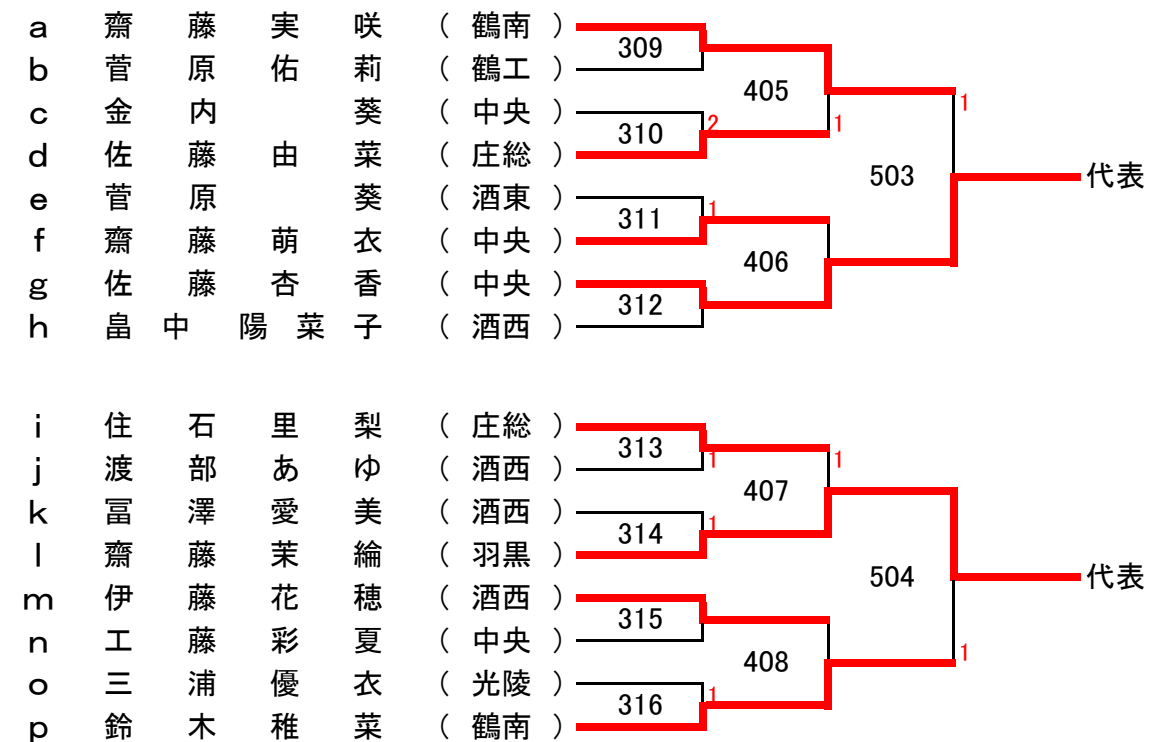 a 齋藤実咲 （ 鶴南 ）
309
b 菅原佑莉 （ 鶴工 ）
405
1
c 金内 葵 （ 中央 ）
310
2
1
d 佐藤由菜 （ 庄総 ）
503
代表
e 菅原 葵 （ 酒東 ）
311
1
f 齋藤萌衣 （ 中央 ）
406
g 佐藤杏香 （ 中央 ）
312
h 畠中陽菜子 （ 酒西 ）
i 住石里梨 （ 庄総 ）
313
1
1
j 渡部あゆ （ 酒西 ）
407
k 冨澤愛美 （ 酒西 ）
314
1
l 齋藤茉綸 （ 羽黒 ）
504
代表
m 伊藤花穂 （ 酒西 ）
315
n 工藤彩夏 （ 中央 ）
408
1
o 三浦優衣 （ 光陵 ）
316
1
p 鈴木稚菜 （ 鶴南 ）